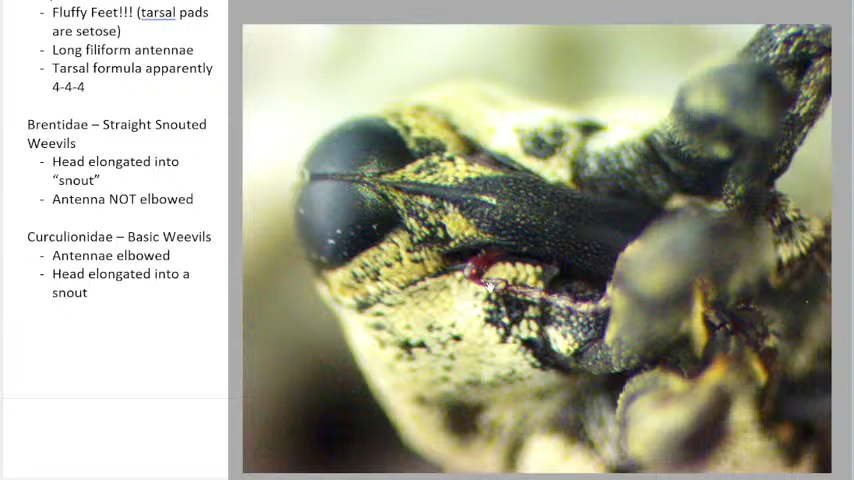 - Fluffy Feet!!! (tarsal pads
are setose)
- Long filiform antennae
- Tarsal formula apparently
4-4-4
Brentidae – Straight Snouted
Weevils
- Head elongated into
“snout”
- Antenna NOT elbowed
Curculionidae – Basic Weevils
- Antennae elbowed
- Head elongated into a
snout